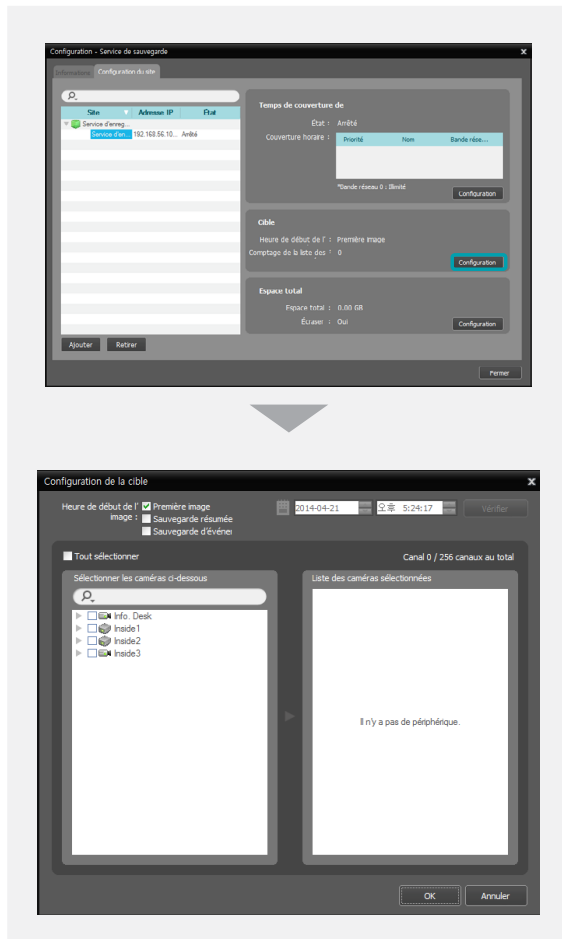 Configuration - Service de sauvegarde
Informations Configuration du site
Site Adresse IP État
Service d'enreg...
Service d'en... 192.168.56.10... Arrêté
Ajouter Retirer
Temps de couverture de
État : Arrêté
Couverture horaire :
Priorité Nom Bande rése...
*Bande réseau 0 : Illimité
Configuration
Cible
Heure de début de l' : Première image
Comptage de la liste des : 0
Configuration
Espace total
Espace total : 0.00 GB
Écraser : Oui
Configuration
Fermer
Configuration de la cible
Heure de début de l' Première image
image : Sauvegarde résumée
Sauvegarde d'événe
2014-04-21 오후 5:24:17 Vérifier
Tout sélectionner
Canal 0 / 256 canaux au total
Sélectionner les caméras ci-dessous
Info. Desk
Inside1
Inside2
Inside3
Liste des caméras sélectionnées
Il n'y a pas de périphérique.
OK Annuler